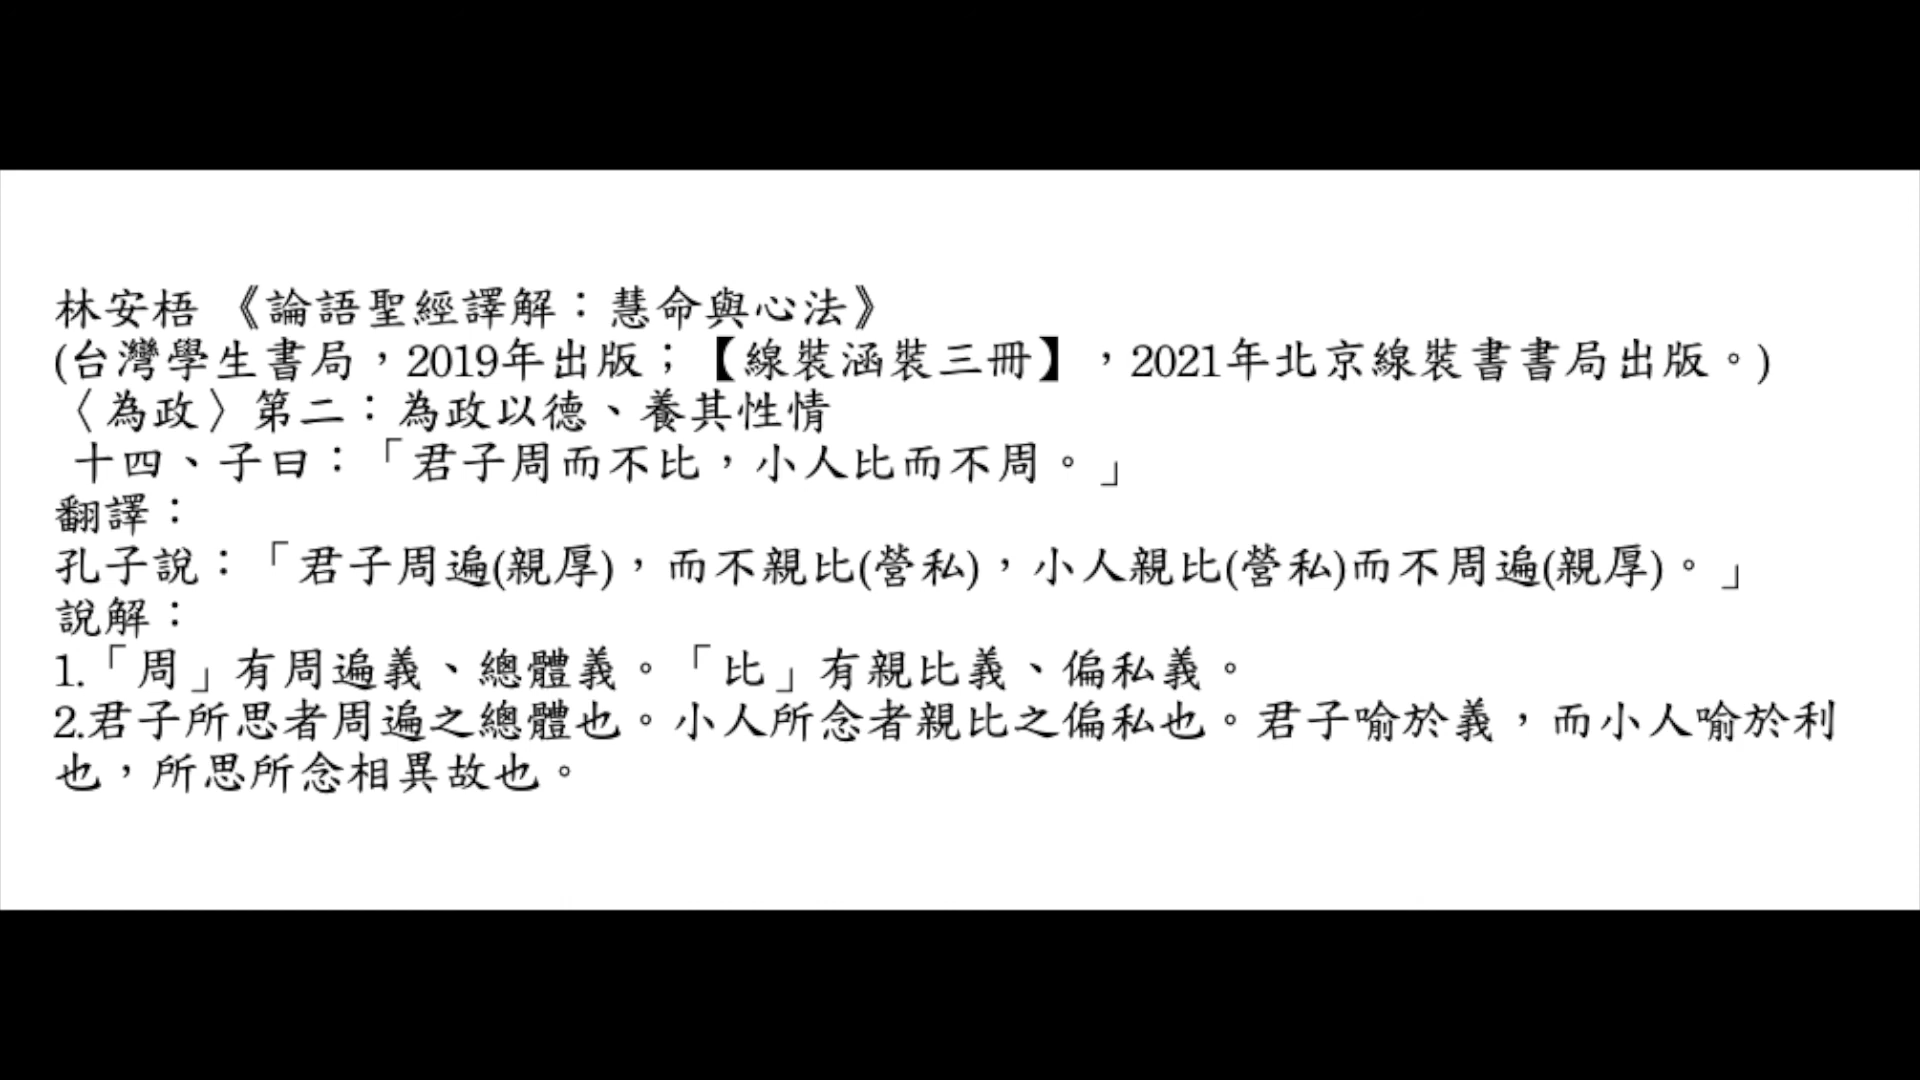 林安梧 《論語聖經譯解：慧命與心法》
(台灣學生書局，2019年出版；【線裝涵裝三冊】，2021年北京線裝書書局出版。)
〈為政〉第二：為政以德、養其性情
十四、子曰：「君子周而不比，小人比而不周。」
翻譯：
孔子說：「君子周遍(親厚)，而不親比(營私)，小人親比(營私)而不周遍(親厚)。」
說解：
1.「周」有周遍義、總體義。「比」有親比義、偏私義。
2.君子所思者周遍之總體也。小人所念者親比之偏私也。君子喻於義，而小人喻於利
也，所思所念相異故也。